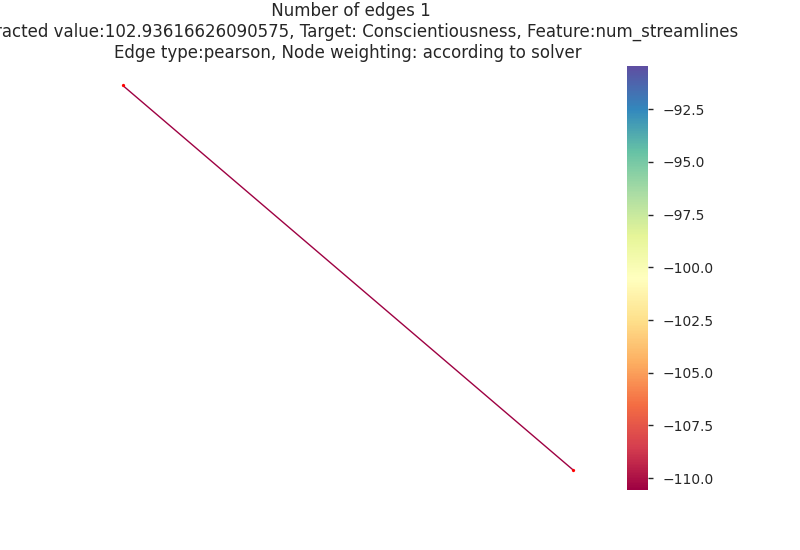 Number of edges 1
value:102.93616626090575, Target: Conscientiousness, Feature:num_streamlines
Edge type:pearson, Node weighting: according to solver
−92.5
−95.0
−97.5
−100.0
−102.5
−105.0
−107.5
−110.0